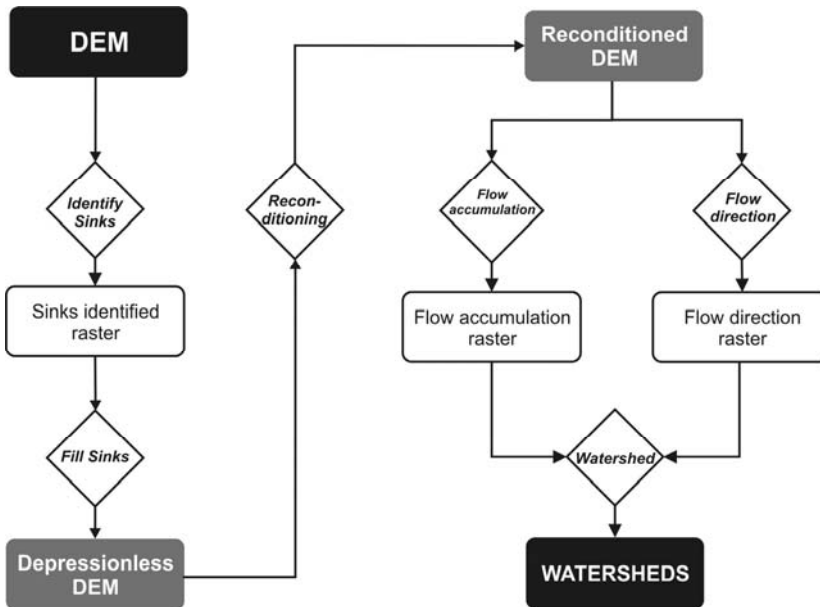 DEM
Identify
Sinks
Sinks identified
raster
Fill Sinks
Depressionless
DEM
Recon-
ditioning
Reconditioned
DEM
Flow
accumulation
Flow accumulation
raster
Flow
direction
Flow direction
raster
Watershed
WATERSHEDS